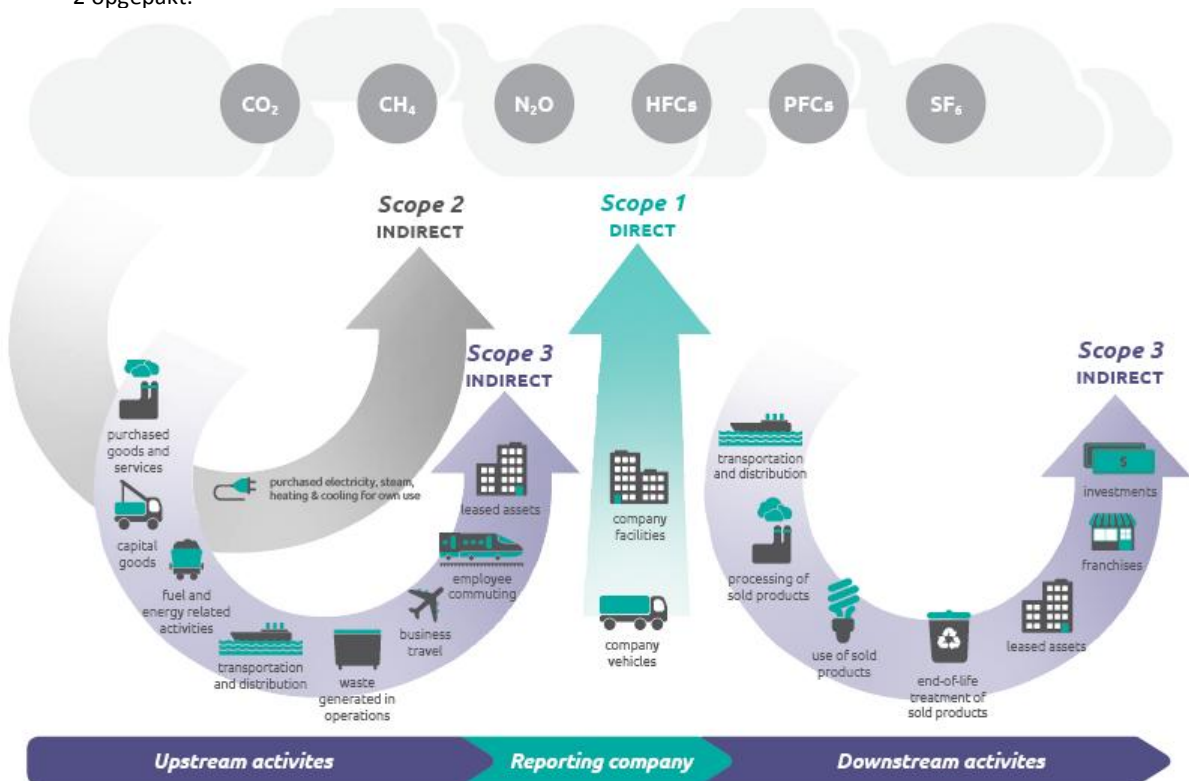 2 opgepakt.
CO₂
CH₄
N₂O
HFCs
PFCs
SF₆
Scope 2
INDIRECT
Scope 1
DIRECT
Scope 3
INDIRECT
Scope 3
INDIRECT
purchased
goods and
services
capital
goods
fuel and
energy related
activities
transportation
and distribution
waste
generated in
operations
business
travel
employee
commuting
leased assets
purchased electricity, steam,
heating & cooling for own use
company
facilities
company
vehicles
transportation
and distribution
processing of
sold products
use of sold
products
end-of-life
treatment of
sold products
leased assets
franchises
$
investments
Upstream activites
Reporting company
Downstream activites